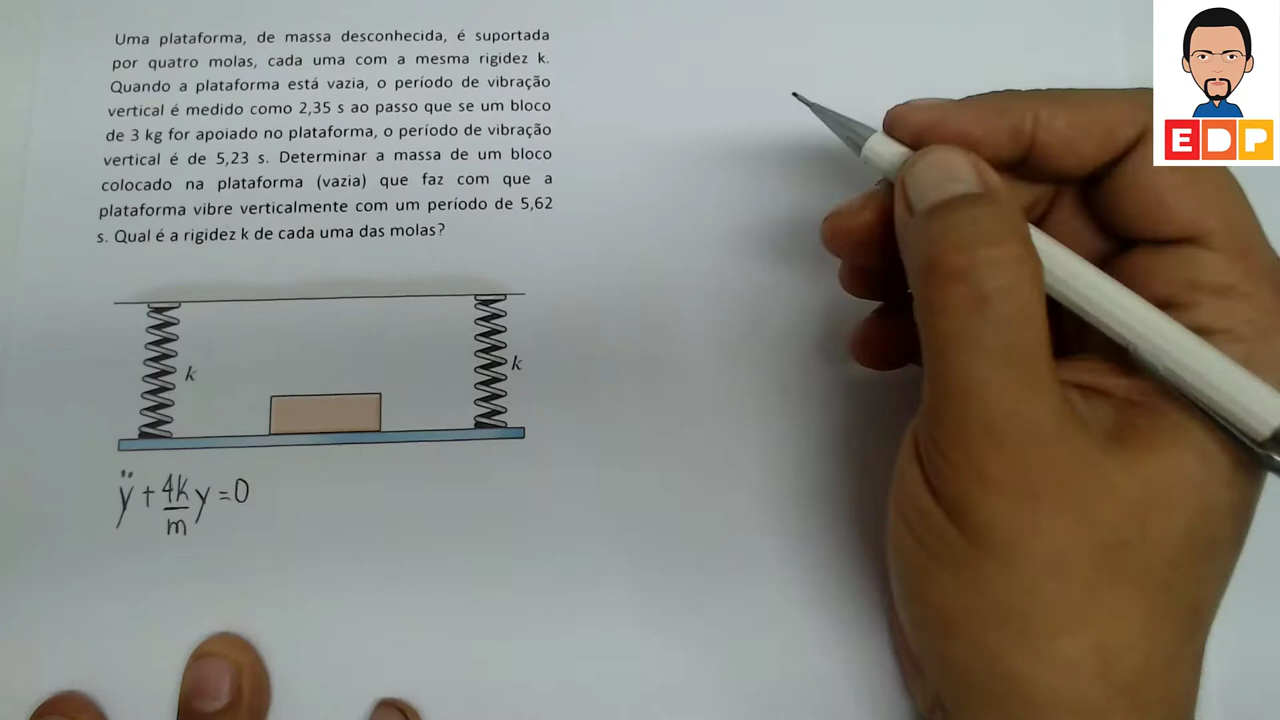 Uma plataforma, de massa desconhecida, é suportada
por quatro molas, cada uma com a mesma rigidez k.
Quando a plataforma está vazia, o período de vibração
vertical é medido como 2,35 s ao passo que se um bloco
de 3 kg for apoiado no plataforma, o período de vibração
vertical é de 5,23 s. Determinar a massa de um bloco
colocado na plataforma (vazia) que faz com que a
plataforma vibre verticalmente com um período de 5,62
s. Qual é a rigidez k de cada uma das molas?
k
k
ÿ + 4k/m y = 0
EDP